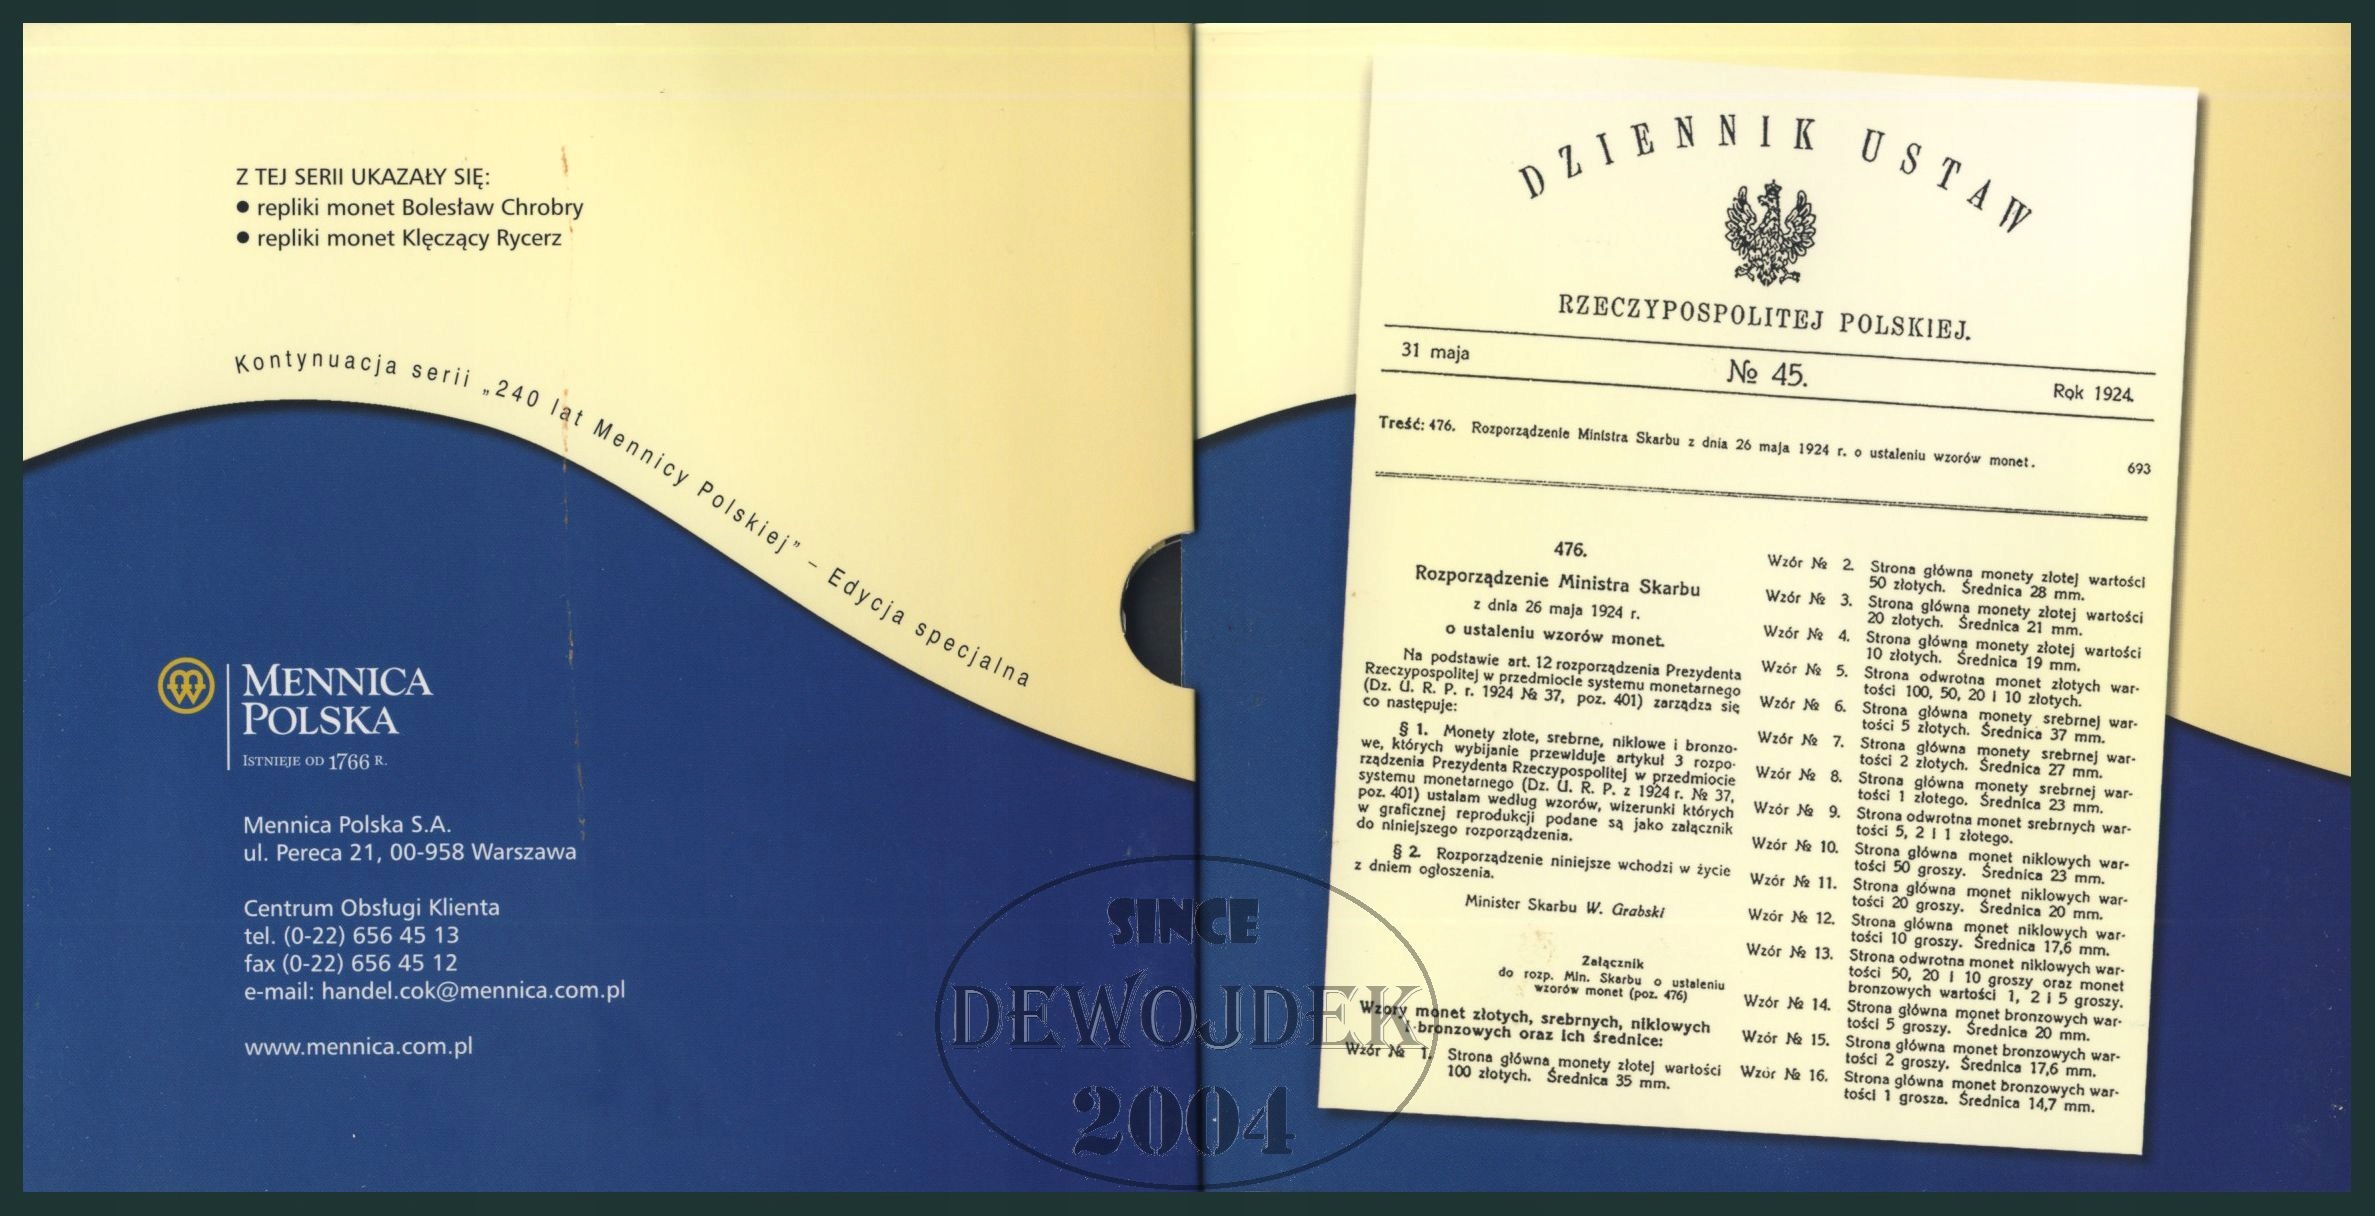 Z TEJ SERII UKAZAŁY SIĘ:
● repliki monet Bolesław Chrobry
● repliki monet Klęczący Rycerz
Kontynuacja serii „240 lat Mennicy Polskiej” – Edycja specjalna
MENNICA
POLSKA
ISTNIEJE OD 1766 R.
Mennica Polska S.A.
ul. Pereca 21, 00-958 Warszawa
Centrum Obsługi Klienta
tel. (0-22) 656 45 13
fax (0-22) 656 45 12
e-mail: handel.cok@mennica.com.pl
www.mennica.com.pl
DZIENNIK USTAW
RZECZYPOSPOLITEJ POLSKIEJ.
31 maja № 45. Rok 1924.
Treść: 476. Rozporządzenie Ministra Skarbu z dnia 26 maja 1924 r. o ustaleniu wzorów monet. 693
476.
Rozporządzenie Ministra Skarbu
z dnia 26 maja 1924 r.
o ustaleniu wzorów monet.
Na podstawie art. 12 rozporządzenia Prezydenta
Rzeczypospolitej w przedmiocie systemu monetarnego
(Dz. U. R. P. r. 1924 № 37, poz. 401) zarządza się
co następuje:
§ 1. Monety złote, srebrne, niklowe i bronzo-
we, których wybijanie przewiduje artykuł 3 rozpo-
rządzenia Prezydenta Rzeczypospolitej w przedmiocie
systemu monetarnego (Dz. U. R. P. z 1924 r. № 37,
poz. 401) ustalam według wzorów, wizerunki których
w graficznej reprodukcji podane są jako załącznik
do niniejszego rozporządzenia.
§ 2. Rozporządzenie niniejsze wchodzi w życie
z dniem ogłoszenia.
Minister Skarbu W. Grabski
Załącznik
do rozp. Min. Skarbu o ustaleniu
wzorów monet (poz. 476)
Wzory monet złotych, srebrnych, niklowych
i bronzowych oraz ich średnice:
Wzór № 1. Strona główna monety złotej wartości
100 złotych. Średnica 35 mm.
Wzór № 2. Strona główna monety złotej wartości
50 złotych. Średnica 28 mm.
Wzór № 3. Strona główna monety złotej wartości
20 złotych. Średnica 21 mm.
Wzór № 4. Strona główna monety złotej wartości
10 złotych. Średnica 19 mm.
Wzór № 5. Strona odwrotna monet złotych war-
tości 100, 50, 20 i 10 złotych.
Wzór № 6. Strona główna monety srebrnej war-
tości 5 złotych. Średnica 37 mm.
Wzór № 7. Strona główna monety srebrnej war-
tości 2 złotych. Średnica 27 mm.
Wzór № 8. Strona główna monety srebrnej war-
tości 1 złotego. Średnica 23 mm.
Wzór № 9. Strona odwrotna monet srebrnych war-
tości 5, 2 i 1 złotego.
Wzór № 10. Strona główna monet niklowych war-
tości 50 groszy. Średnica 23 mm.
Wzór № 11. Strona główna monet niklowych war-
tości 20 groszy. Średnica 20 mm.
Wzór № 12. Strona główna monet niklowych war-
tości 10 groszy. Średnica 17,6 mm.
Wzór № 13. Strona odwrotna monet niklowych war-
tości 50, 20 i 10 groszy oraz monet
bronzowych wartości 1, 2 i 5 groszy.
Wzór № 14. Strona główna monet bronzowych war-
tości 5 groszy. Średnica 20 mm.
Wzór № 15. Strona główna monet bronzowych war-
tości 2 groszy. Średnica 17,6 mm.
Wzór № 16. Strona główna monet bronzowych war-
tości 1 grosza. Średnica 14,7 mm.
SINCE
DEWOJDEK
2004